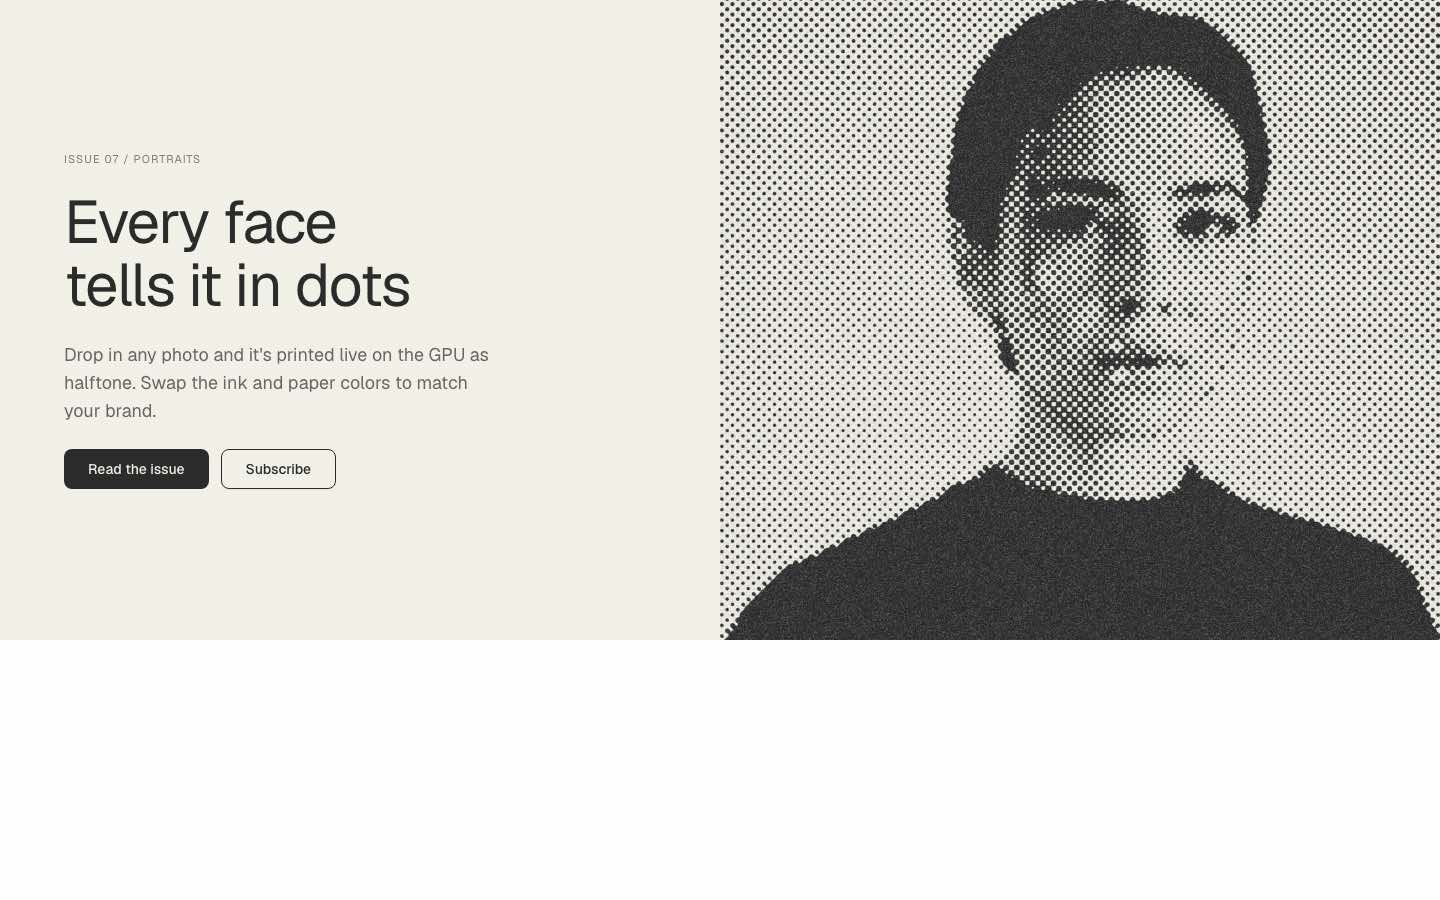 ISSUE 07 / PORTRAITS
Every face
tells it in dots
Drop in any photo and it's printed live on the GPU as
halftone. Swap the ink and paper colors to match
your brand.
Read the issue
Subscribe